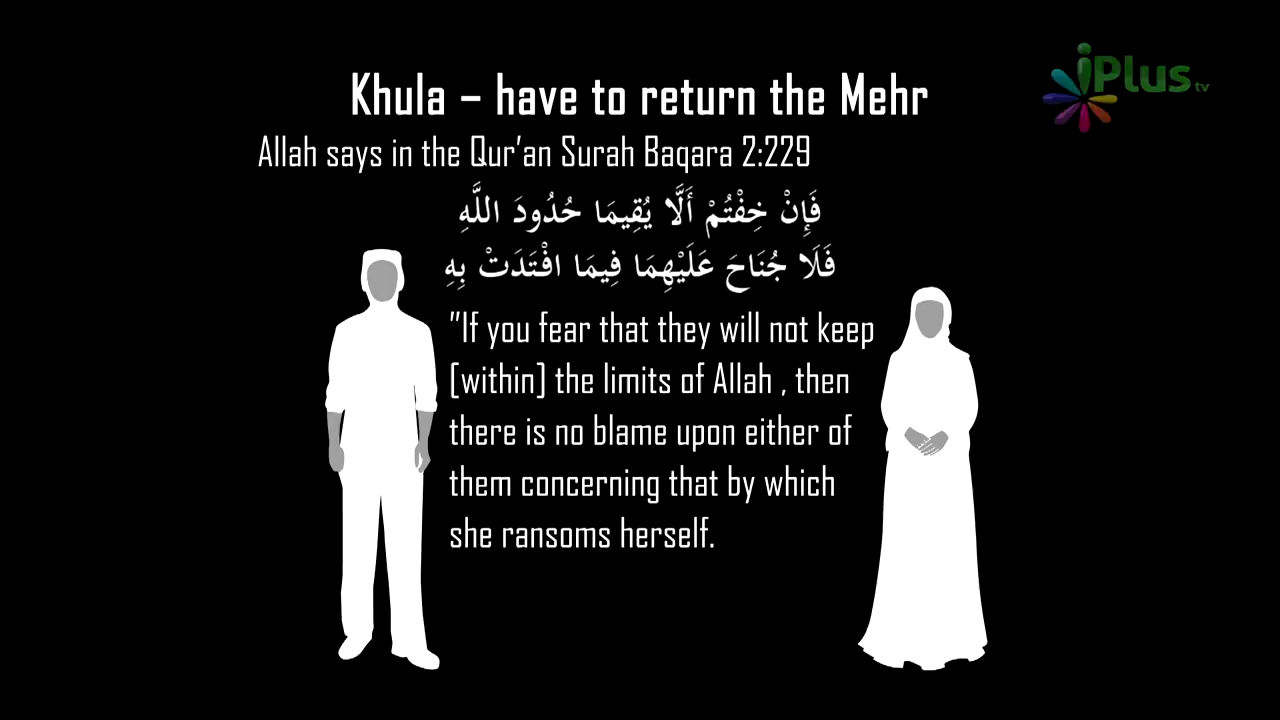 iPlus tv
Khula – have to return the Mehr
Allah says in the Qur'an Surah Baqara 2:229
فَإِنْ خِفْتُمْ أَلَّا يُقِيمَا حُدُودَ اللَّهِ
فَلَا جُنَاحَ عَلَيْهِمَا فِيمَا افْتَدَتْ بِهِ
"If you fear that they will not keep
[within] the limits of Allah , then
there is no blame upon either of
them concerning that by which
she ransoms herself.